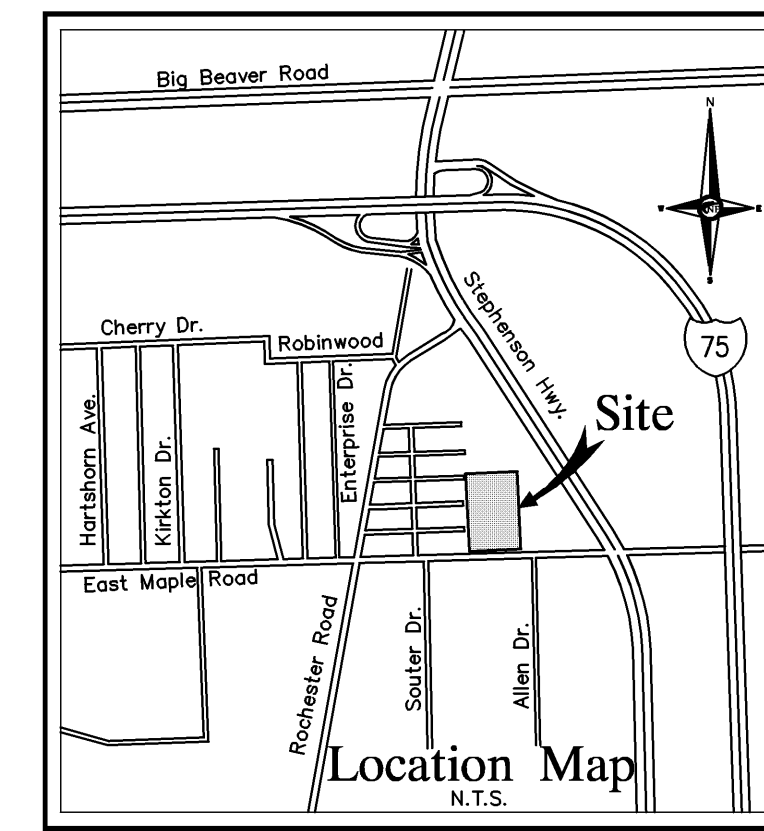 Big Beaver Road
N
W
E
S
Stephenson Hwy.
75
Cherry Dr.
Robinwood
Hartshorn Ave.
Kirkton Dr.
Enterprise Dr.
Site
East Maple Road
Rochester Road
Souter Dr.
Allen Dr.
Location Map
N.T.S.